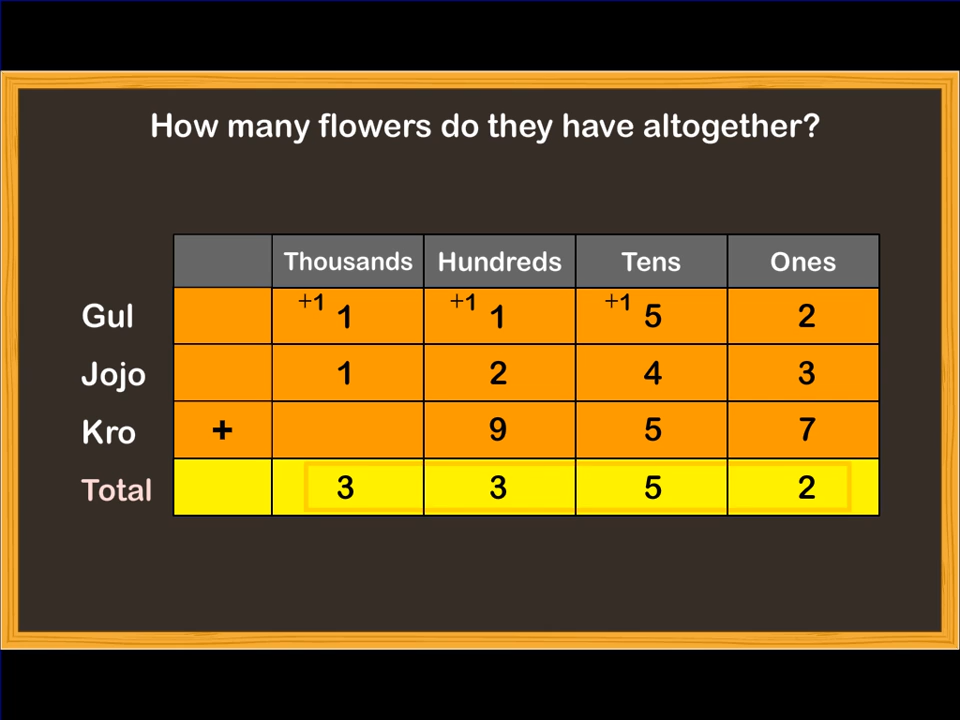 How many flowers do they have altogether?
Thousands Hundreds Tens Ones
Gul +1 1 +1 1 +1 5 2
Jojo 1 2 4 3
Kro + 9 5 7
Total 3 3 5 2